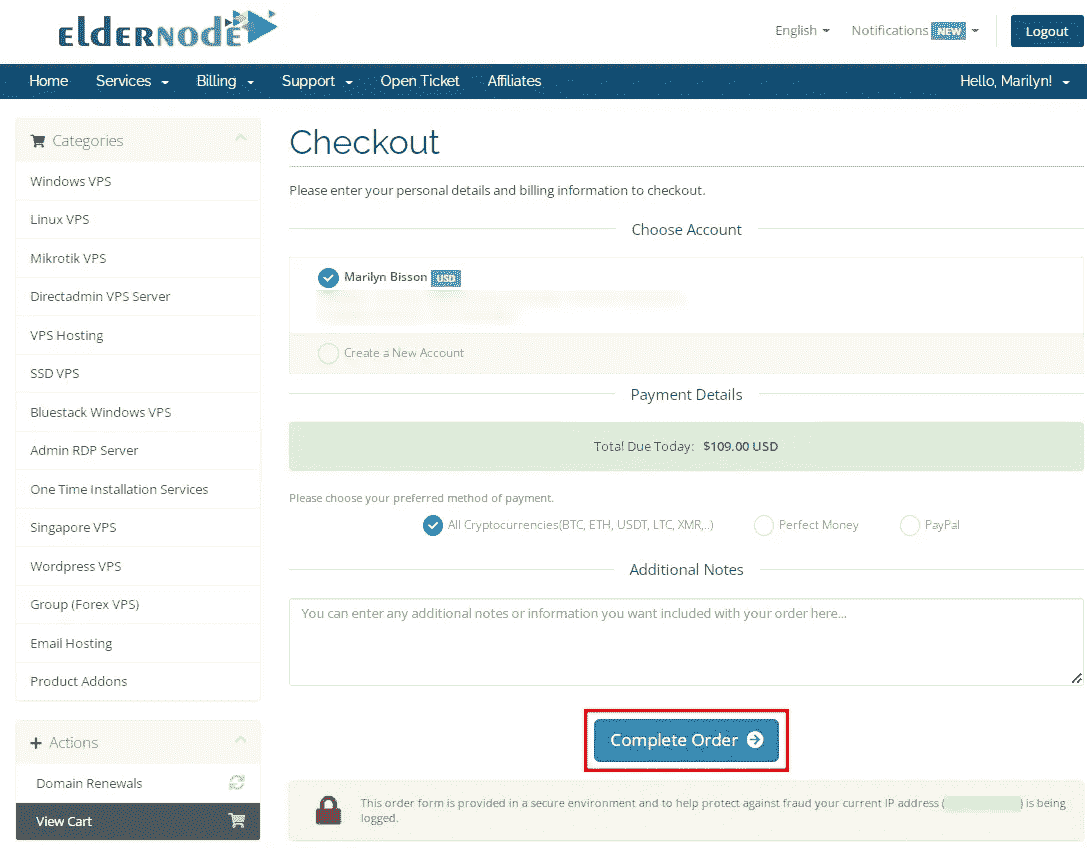 ELDERNODE
English
Notifications NEW
Logout
Home
Services
Billing
Support
Open Ticket
Affiliates
Hello, Marilyn!
Categories
Windows VPS
Linux VPS
Mikrotik VPS
Directadmin VPS Server
VPS Hosting
SSD VPS
Bluestack Windows VPS
Admin RDP Server
One Time Installation Services
Singapore VPS
Wordpress VPS
Group (Forex VPS)
Email Hosting
Product Addons
Actions
Domain Renewals
View Cart
Checkout
Please enter your personal details and billing information to checkout.
Choose Account
Marilyn Bisson USD
Create a New Account
Payment Details
Total Due Today: $109.00 USD
Please choose your preferred method of payment.
All Cryptocurrencies(BTC, ETH, USDT, LTC, XMR,..)
Perfect Money
PayPal
Additional Notes
You can enter any additional notes or information you want included with your order here...
Complete Order
This order form is provided in a secure environment and to help protect against fraud your current IP address ( ) is being
logged.